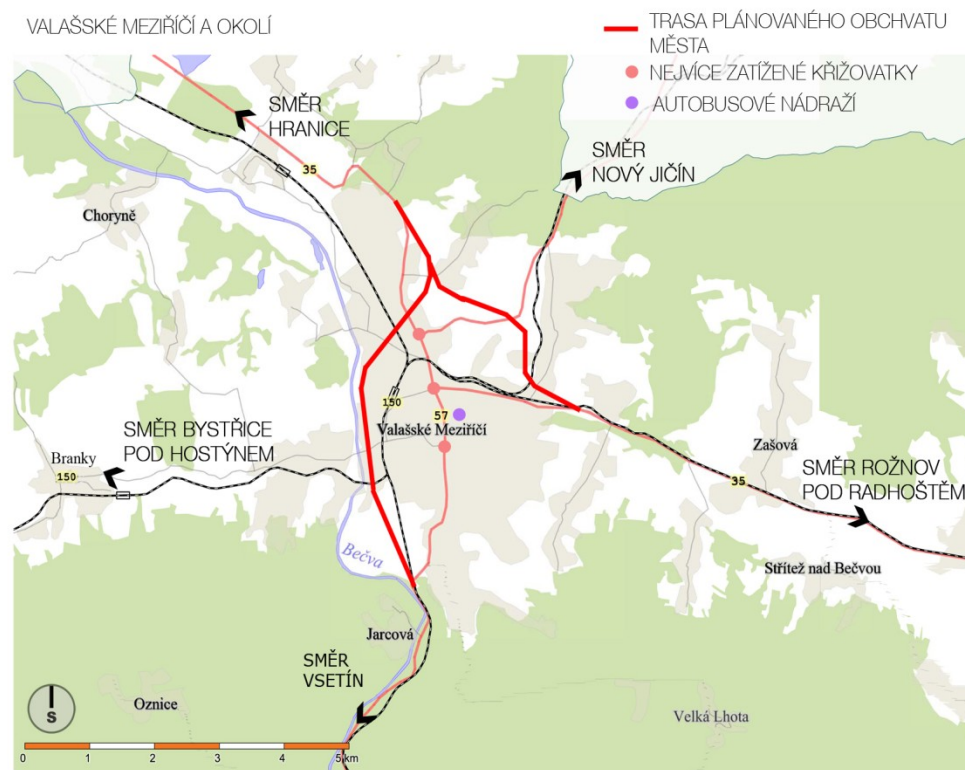 VALAŠSKÉ MEZIŘÍČÍ A OKOLÍ
TRASA PLÁNOVANÉHO OBCHVATU
MĚSTA
NEJVÍCE ZATÍŽENÉ KŘIŽOVATKY
AUTOBUSOVÉ NÁDRAŽÍ
SMĚR
HRANICE
SMĚR
NOVÝ JIČÍN
35
Choryně
150
57
Valašské Meziříčí
SMĚR BYSTŘICE
POD HOSTÝNEM
Branky
150
Zašová
SMĚR ROŽNOV
POD RADHOŠTĚM
35
Bečva
Střítež nad Bečvou
Jarcová
SMĚR
VSETÍN
Oznice
Velká Lhota
S
0 1 2 3 4 5 km